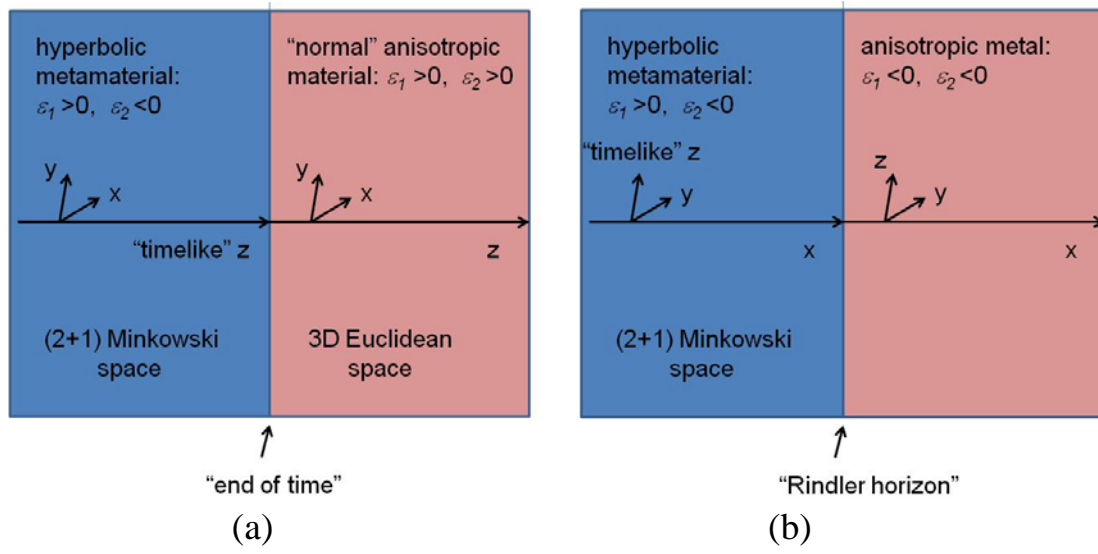 hyperbolic
metamaterial:
ε₁ >0, ε₂ <0
“normal” anisotropic
material: ε₁ >0, ε₂ >0
y
x
“timelike” z
y
x
z
(2+1) Minkowski
space
3D Euclidean
space
“end of time”
(a)
hyperbolic
metamaterial:
ε₁ >0, ε₂ <0
anisotropic metal:
ε₁ <0, ε₂ <0
“timelike” z
y
x
z
y
x
(2+1) Minkowski
space
“Rindler horizon”
(b)